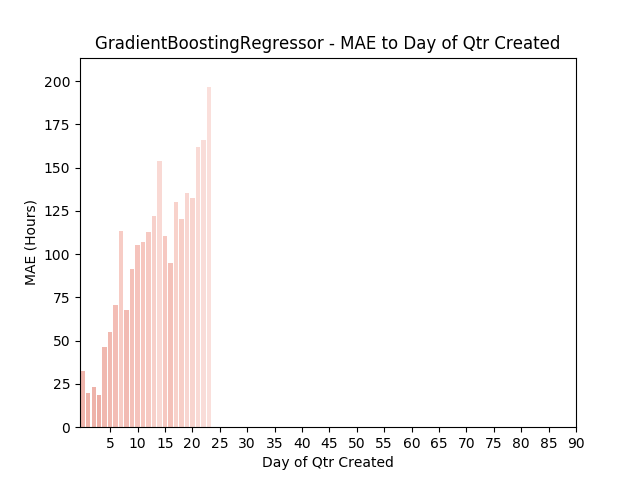 GradientBoostingRegressor - MAE to Day of Qtr Created
200
175
150
125
100
75
50
25
0
MAE (Hours)
5 10 15 20 25 30 35 40 45 50 55 60 65 70 75 80 85 90
Day of Qtr Created